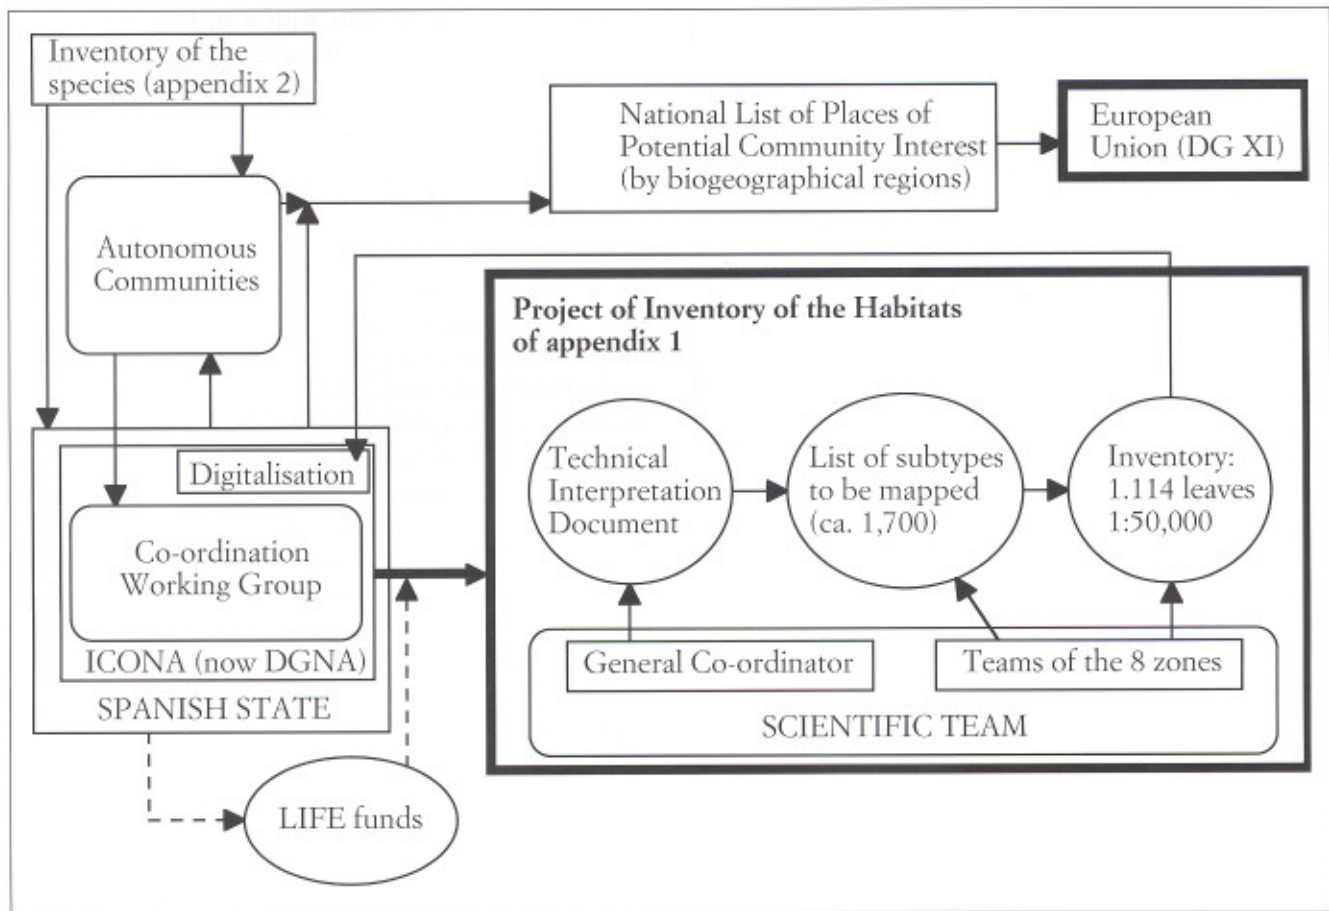 Inventory of the
species (appendix 2)
National List of Places of
Potential Community Interest
(by biogeographical regions)
European
Union (DG XI)
Autonomous
Communities
Project of Inventory of the Habitats
of appendix 1
Digitalisation
Technical
Interpretation
Document
List of subtypes
to be mapped
(ca. 1,700)
Inventory:
1.114 leaves
1:50,000
Co-ordination
Working Group
ICONA (now DGNA)
SPANISH STATE
General Co-ordinator
Teams of the 8 zones
SCIENTIFIC TEAM
LIFE funds